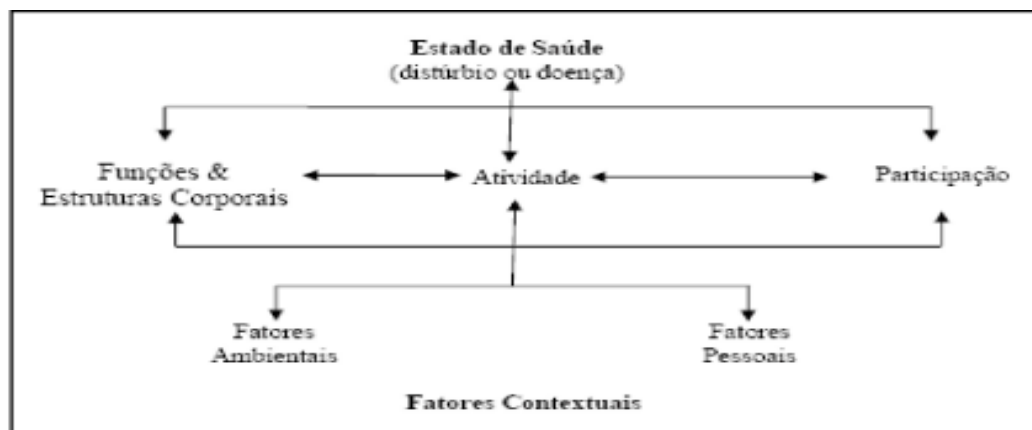 Estado de Saúde
(distúrbio ou doença)
Funções &
Estruturas Corporais
Atividade
Participação
Fatores
Ambientais
Fatores
Pessoais
Fatores Contextuais